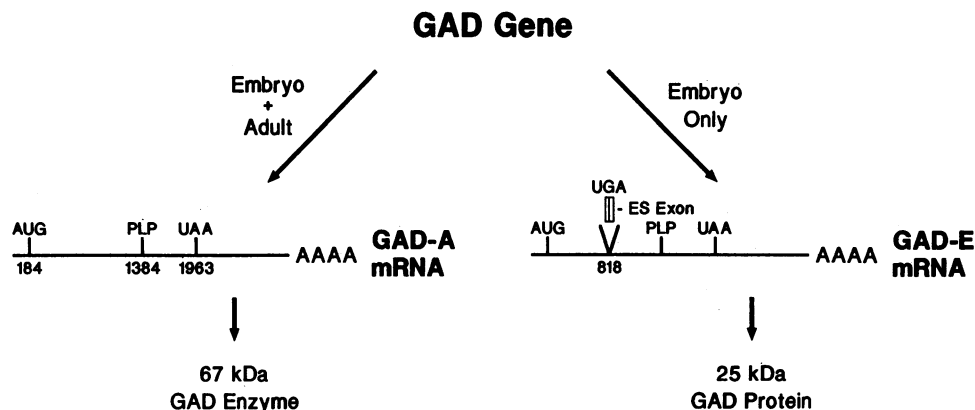 GAD Gene
Embryo
+
Adult
Embryo
Only
UGA
- ES Exon
AUG PLP UAA
184 1384 1963
AAAA
GAD-A
mRNA
AUG PLP UAA
818
AAAA
GAD-E
mRNA
67 kDa
GAD Enzyme
25 kDa
GAD Protein